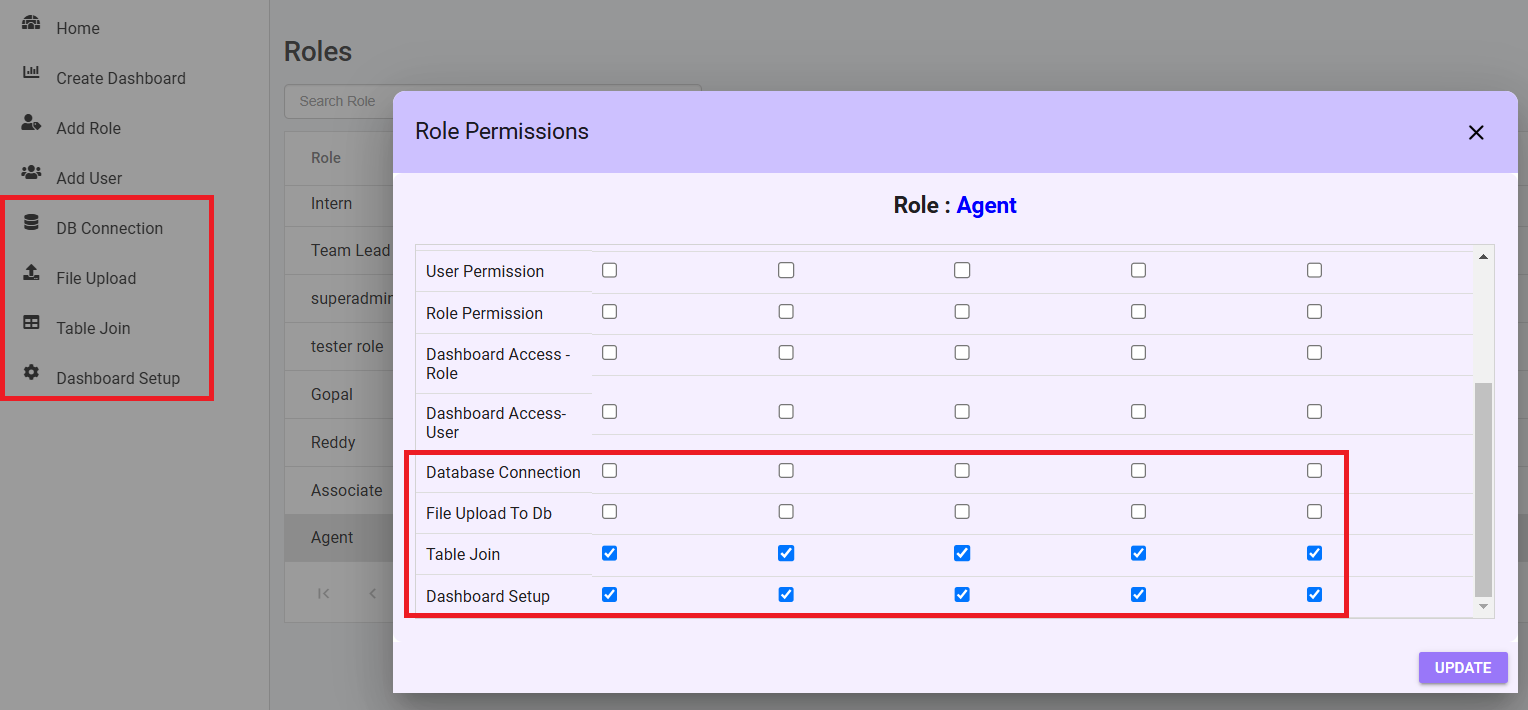 Home
Create Dashboard
Add Role
Add User
DB Connection
File Upload
Table Join
Dashboard Setup
Roles
Search Role
Role
Intern
Team Lead
superadmin
tester role
Gopal
Reddy
Associate
Agent
Role Permissions
Role : Agent
User Permission
Role Permission
Dashboard Access -
Role
Dashboard Access-
User
Database Connection
File Upload To Db
Table Join
Dashboard Setup
UPDATE